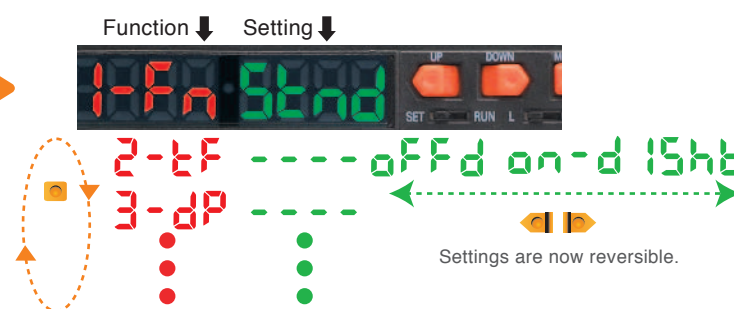 Function Setting
1-Fn Stnd
UP DOWN
SET RUN L
2-tF ---- oFFd on-d 1Sht
3-dP ----
Settings are now reversible.